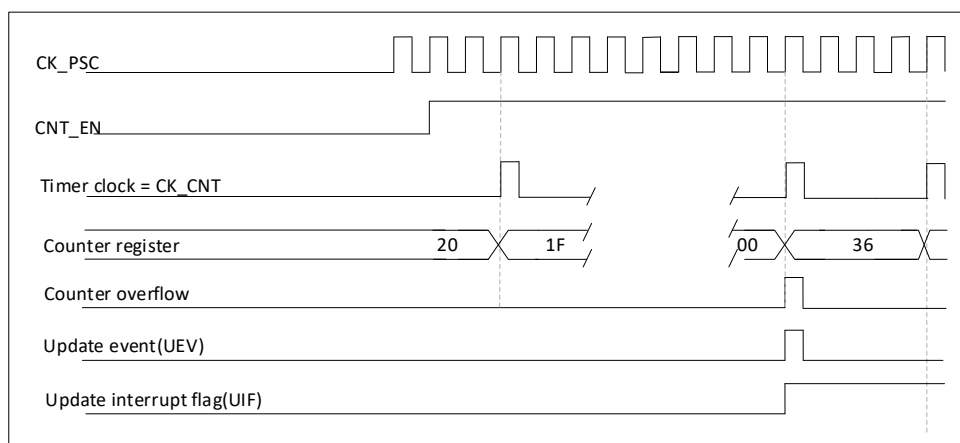 CK_PSC
CNT_EN
Timer clock = CK_CNT
Counter register 20 1F 00 36
Counter overflow
Update event(UEV)
Update interrupt flag(UIF)